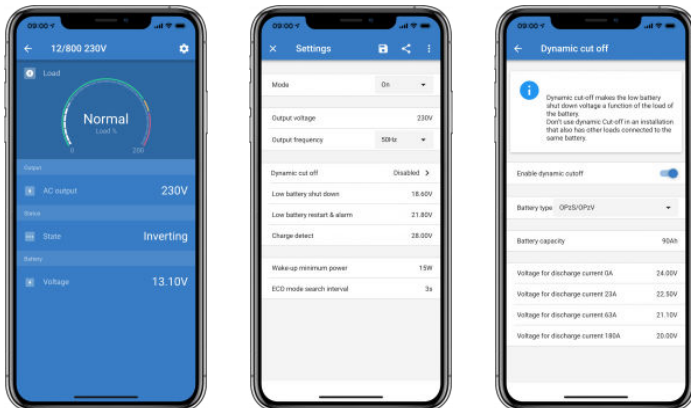 09:00
12/800 230V
Load
Normal
Load %
0 200
Output
AC output 230V
Status
State Inverting
Battery
Voltage 13.10V
09:00
Settings
Mode On
Output voltage 230V
Output frequency 50Hz
Dynamic cut off Disabled
Low battery shut down 18.60V
Low battery restart & alarm 21.80V
Charge detect 28.00V
Wake-up minimum power 15W
ECO mode search interval 3s
09:00
Dynamic cut off
Dynamic cut-off makes the low battery
shut down voltage a function of the load of
the battery.
Don't use dynamic Cut-off in an installation
that also has other loads connected to the
same battery.
Enable dynamic cutoff
Battery type OPzS/OPzV
Battery capacity 90Ah
Voltage for discharge current 0A 24.00V
Voltage for discharge current 23A 22.50V
Voltage for discharge current 63A 21.10V
Voltage for discharge current 180A 20.00V